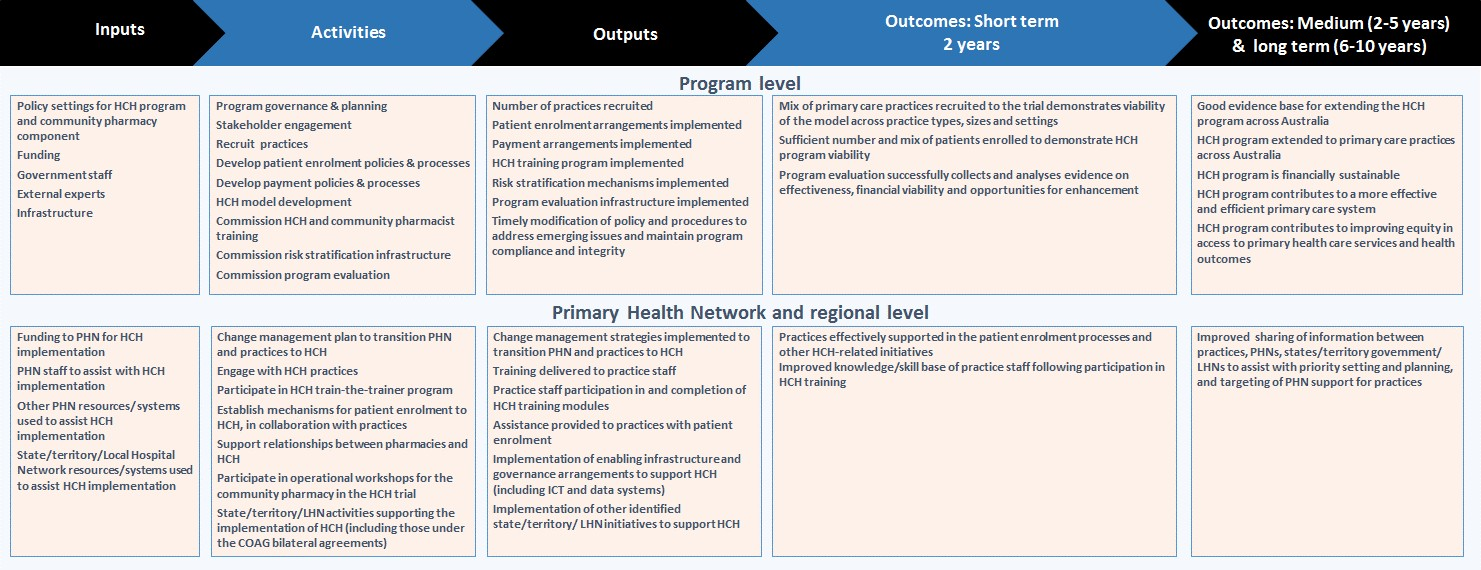 Inputs
Activities
Outputs
Outcomes: Short term
2 years
Outcomes: Medium (2-5 years)
& long term (6-10 years)
Program level
Policy settings for HCH program
and community pharmacy
component
Funding
Government staff
External experts
Infrastructure
Program governance & planning
Stakeholder engagement
Recruit practices
Develop patient enrolment policies & processes
Develop payment policies & processes
HCH model development
Commission HCH and community pharmacist
training
Commission risk stratification infrastructure
Commission program evaluation
Number of practices recruited
Patient enrolment arrangements implemented
Payment arrangements implemented
HCH training program implemented
Risk stratification mechanisms implemented
Program evaluation infrastructure implemented
Timely modification of policy and procedures to
address emerging issues and maintain program
compliance and integrity
Mix of primary care practices recruited to the trial demonstrates viability
of the model across practice types, sizes and settings
Sufficient number and mix of patients enrolled to demonstrate HCH
program viability
Program evaluation successfully collects and analyses evidence on
effectiveness, financial viability and opportunities for enhancement
Good evidence base for extending the HCH
program across Australia
HCH program extended to primary care practices
across Australia
HCH program is financially sustainable
HCH program contributes to a more effective
and efficient primary care system
HCH program contributes to improving equity in
access to primary health care services and health
outcomes
Primary Health Network and regional level
Funding to PHN for HCH
implementation
PHN staff to assist with HCH
implementation
Other PHN resources/systems
used to assist HCH
implementation
State/territory/Local Hospital
Network resources/systems used
to assist HCH implementation
Change management plan to transition PHN
and practices to HCH
Engage with HCH practices
Participate in HCH train-the-trainer program
Establish mechanisms for patient enrolment to
HCH, in collaboration with practices
Support relationships between pharmacies and
HCH
Participate in operational workshops for the
community pharmacy in the HCH trial
State/territory/LHN activities supporting the
implementation of HCH (including those under
the COAG bilateral agreements)
Change management strategies implemented to
transition PHN and practices to HCH
Training delivered to practice staff
Practice staff participation in and completion of
HCH training modules
Assistance provided to practices with patient
enrolment
Implementation of enabling infrastructure and
governance arrangements to support HCH
(including ICT and data systems)
Implementation of other identified
state/territory/ LHN initiatives to support HCH
Practices effectively supported in the patient enrolment processes and
other HCH-related initiatives
Improved knowledge/skill base of practice staff following participation in
HCH training
Improved sharing of information between
practices, PHNs, states/territory government/
LHNs to assist with priority setting and planning,
and targeting of PHN support for practices